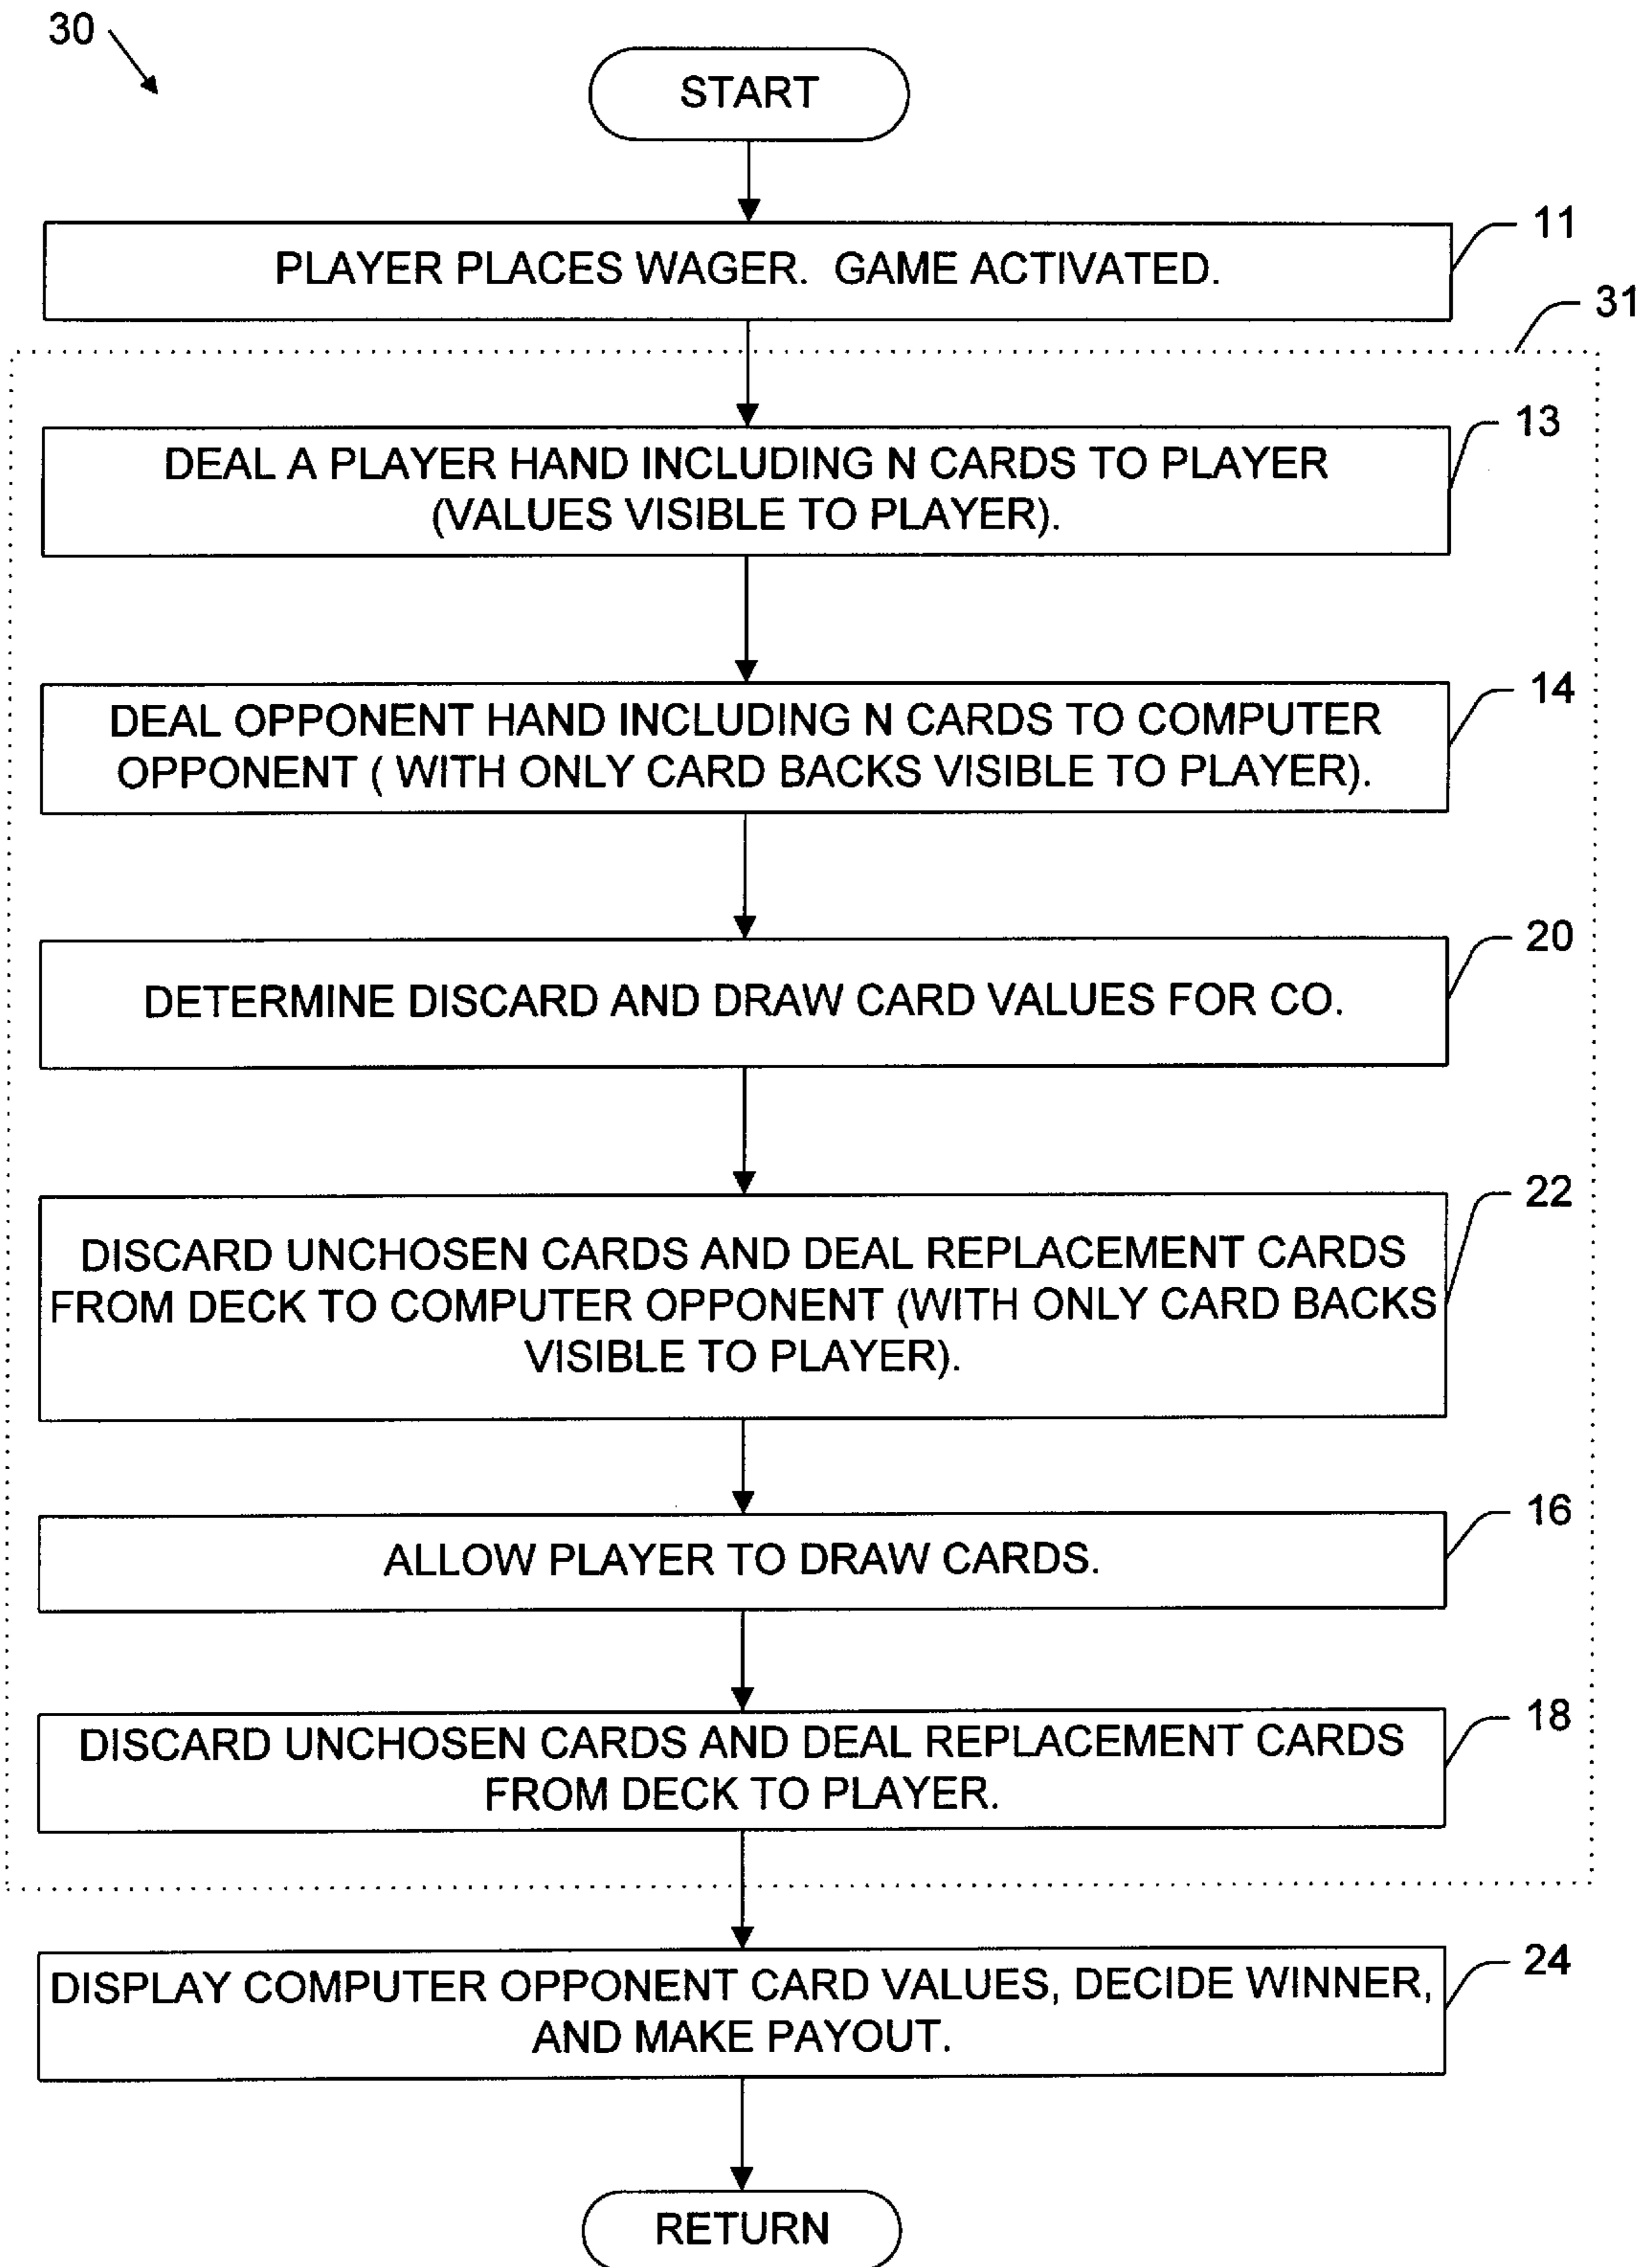 30
START
11
PLAYER PLACES WAGER. GAME ACTIVATED.
31
13
DEAL A PLAYER HAND INCLUDING N CARDS TO PLAYER
(VALUES VISIBLE TO PLAYER).
14
DEAL OPPONENT HAND INCLUDING N CARDS TO COMPUTER
OPPONENT ( WITH ONLY CARD BACKS VISIBLE TO PLAYER).
20
DETERMINE DISCARD AND DRAW CARD VALUES FOR CO.
22
DISCARD UNCHOSEN CARDS AND DEAL REPLACEMENT CARDS
FROM DECK TO COMPUTER OPPONENT (WITH ONLY CARD BACKS
VISIBLE TO PLAYER).
16
ALLOW PLAYER TO DRAW CARDS.
18
DISCARD UNCHOSEN CARDS AND DEAL REPLACEMENT CARDS
FROM DECK TO PLAYER.
24
DISPLAY COMPUTER OPPONENT CARD VALUES, DECIDE WINNER,
AND MAKE PAYOUT.
RETURN